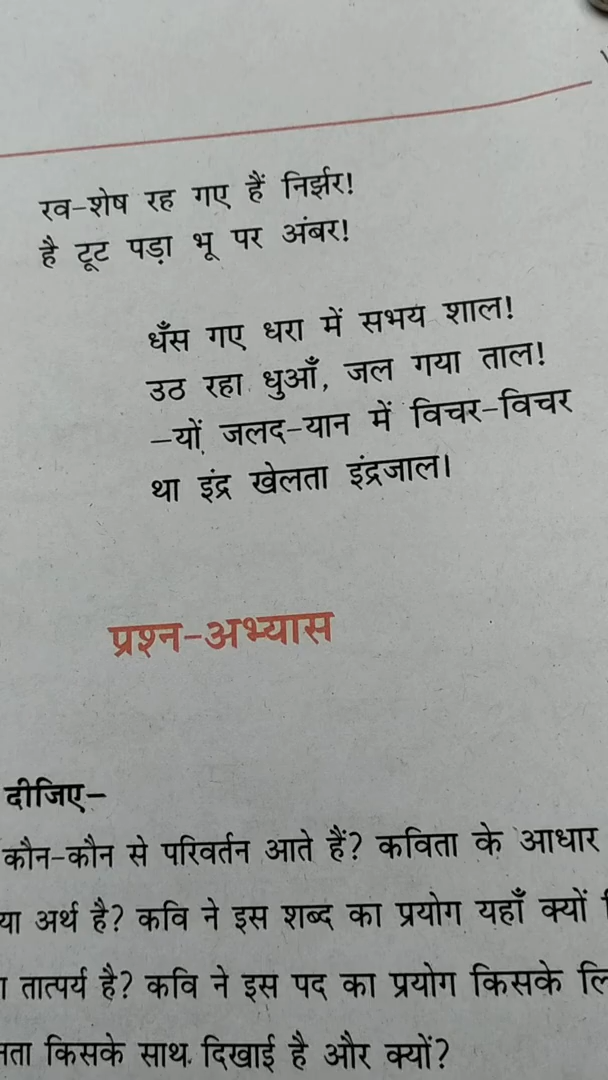 रव-शेष रह गए हैं निर्झर!
है टूट पड़ा भू पर अंबर!
धँस गए धरा में सभय शाल!
उठ रहा धुआँ, जल गया ताल!
-यों जलद-यान में विचर-विचर
था इंद्र खेलता इंद्रजाल।
प्रश्न-अभ्यास
दीजिए-
कौन-कौन से परिवर्तन आते हैं? कविता के आधार
अर्थ है? कवि ने इस शब्द का प्रयोग यहाँ क्यों
तात्पर्य है? कवि ने इस पद का प्रयोग किसके
किसके साथ दिखाई है और क्यों?